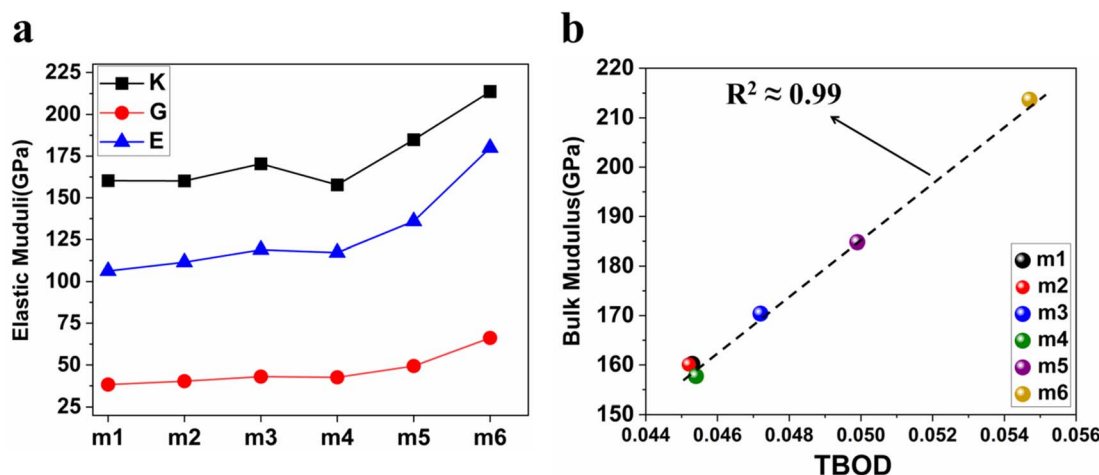 a
Elastic Muduli(GPa)
225
200
175
150
125
100
75
50
25
K
G
E
m1 m2 m3 m4 m5 m6
b
Bulk Mudulus(GPa)
220
210
200
190
180
170
160
150
R² ≈ 0.99
m1
m2
m3
m4
m5
m6
0.044 0.046 0.048 0.050 0.052 0.054 0.056
TBOD